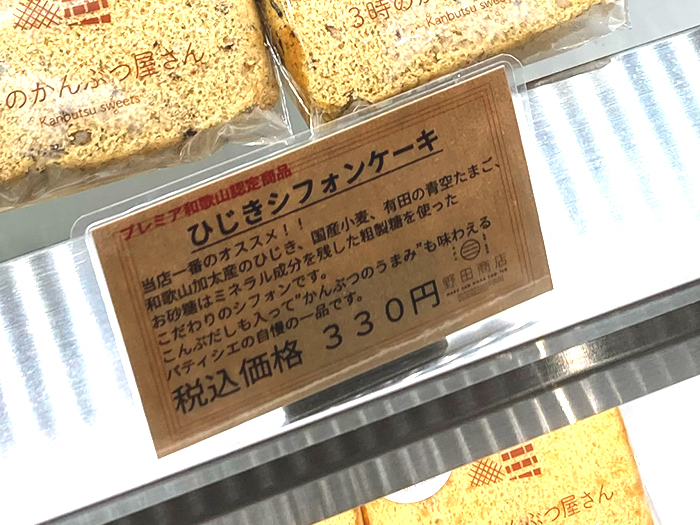 のかんぶつ屋さん
Kanbutsu sweets
3時のか
Kanbutsu sweets
プレミア和歌山認定商品
ひじきシフォンケーキ
当店一番のオススメ！！
和歌山加太産のひじき、国産小麦、有田の青空たまご、
お砂糖はミネラル成分を残した粗製糖を使った
こだわりのシフォンです。
こんぶだしも入って"かんぶつのうまみ"も味わえる
パティシエの自慢の一品です。
税込価格 330円
野田商店
かんぶつ屋さん